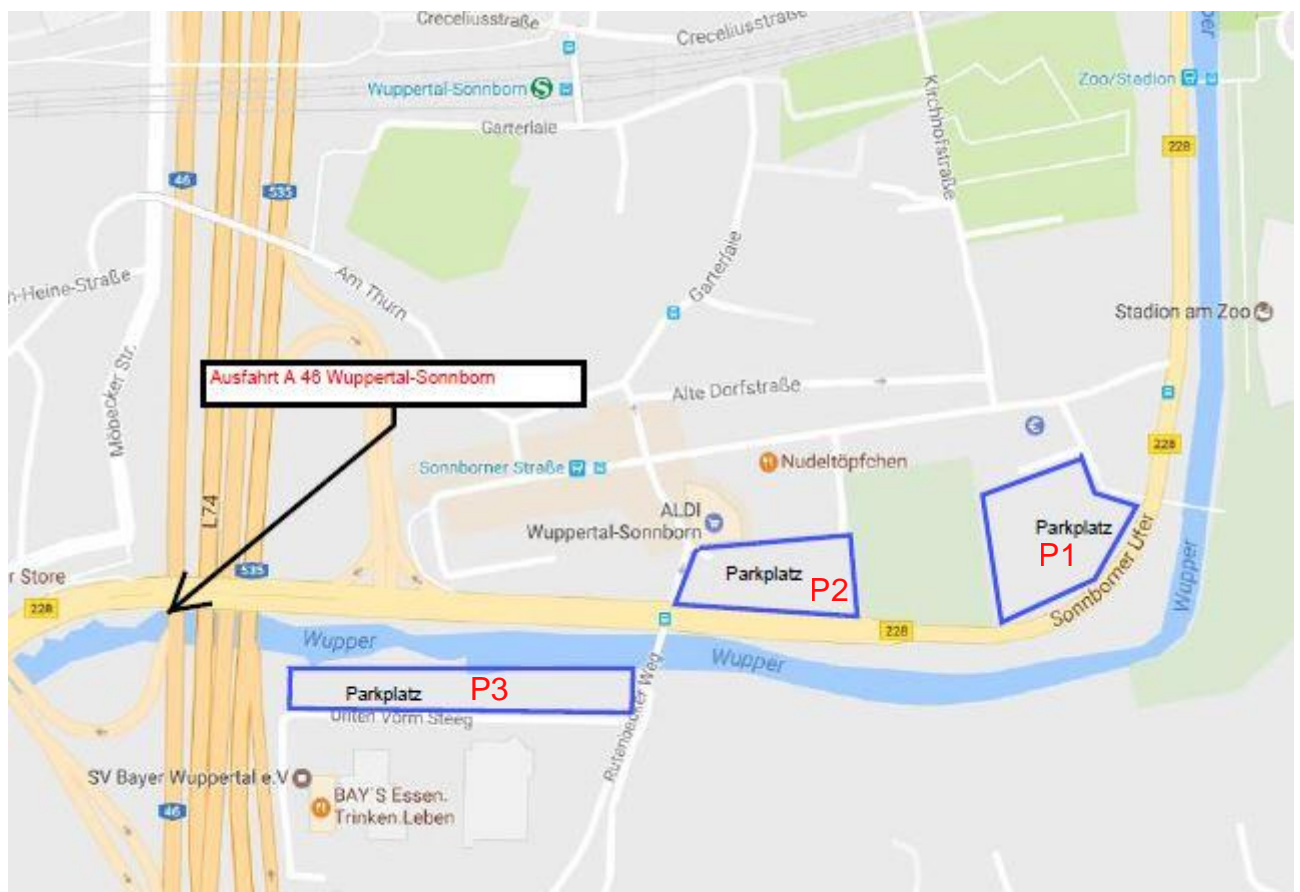 Creceliusstraße
Creceliusstraße
Wuppertal-Sonnborn S
Zoo/Stadion
Garterlaie
Kirchhofstraße
228
46
535
Garterlaie
n-Heine-Straße
Am Thurn
Stadion am Zoo
Ausfahrt A 46 Wuppertal-Sonnborn
Alte Dorfstraße
Möbecker Str.
228
Sonnborner Straße
Nudeltöpfchen
L74
ALDI
Wuppertal-Sonnborn
Parkplatz
P1
Sonnborner Ufer
Parkplatz
P2
535
r Store
228
Wupper
228
Wupper
Wupper
Parkplatz
P3
Unten Vorm Steeg
Rutenbecker Weg
SV Bayer Wuppertal e.V
BAY'S Essen.
Trinken.Leben
46